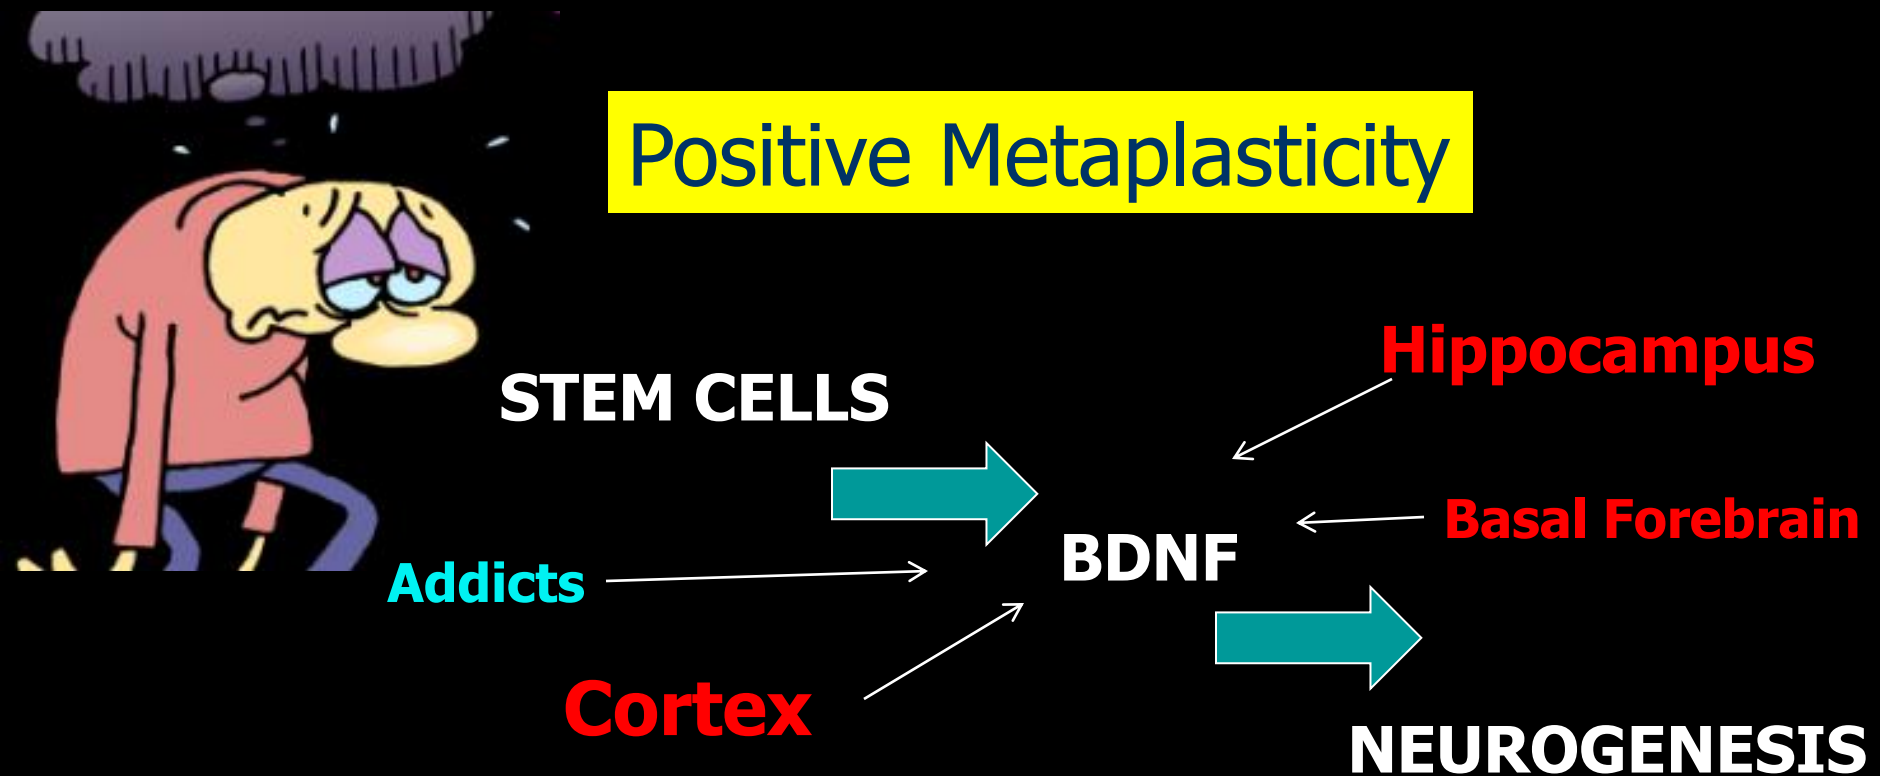 Positive Metaplasticity
Hippocampus
STEM CELLS
Basal Forebrain
BDNF
Addicts
Cortex
NEUROGENESIS